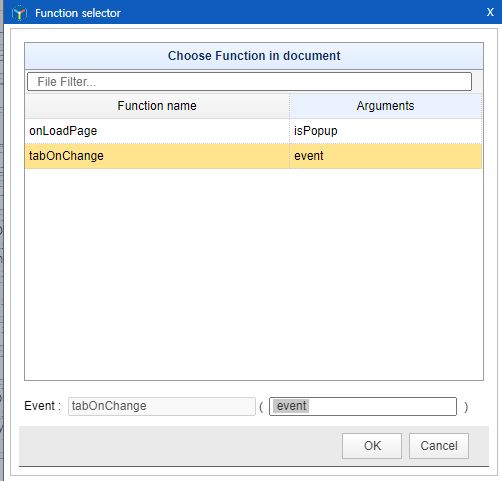 Function selector X
Choose Function in document
File Filter...
Function name Arguments
onLoadPage isPopup
tabOnChange event
Event : tabOnChange ( event )
OK Cancel